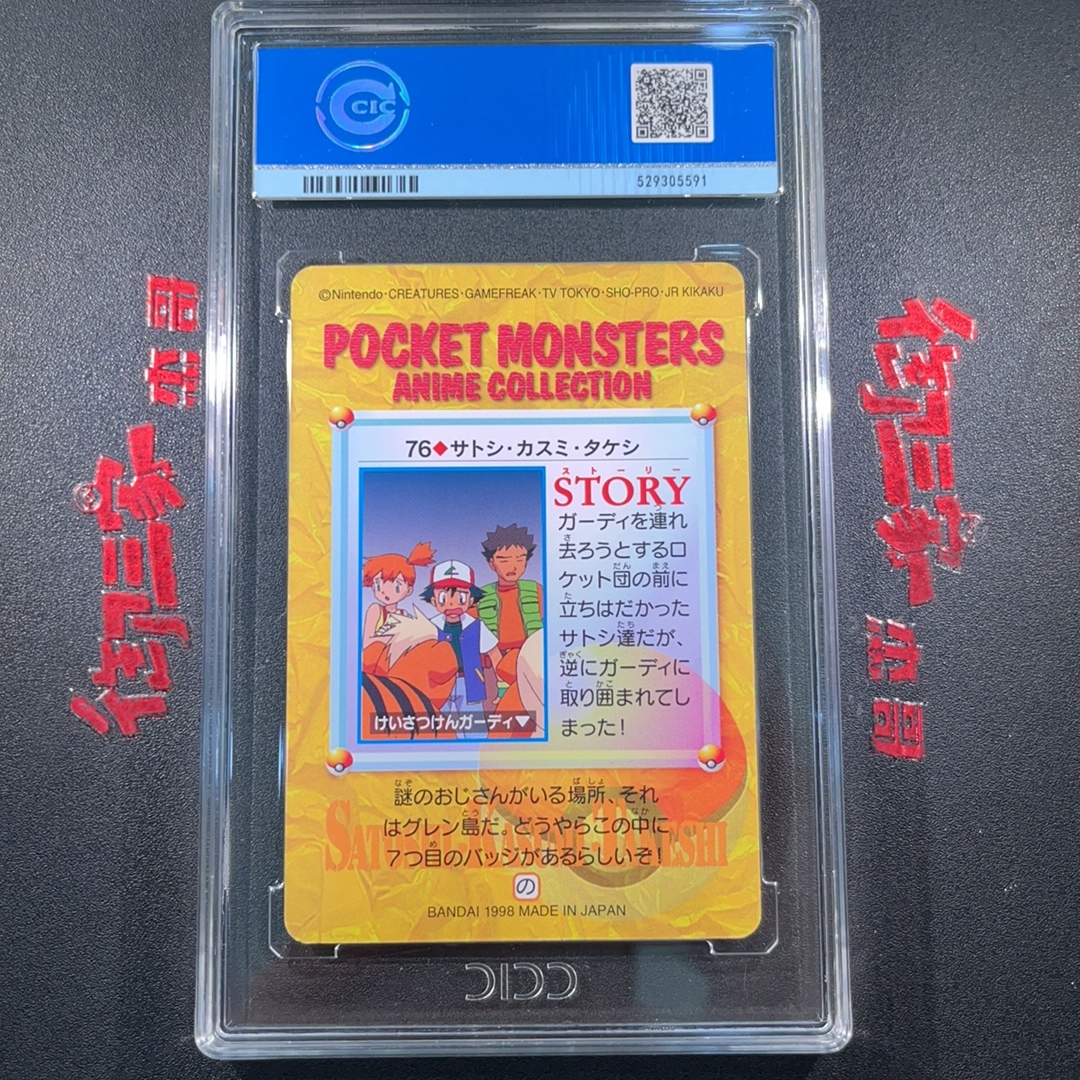 CIC
529305591
©Nintendo・CREATURES・GAMEFREAK・TV TOKYO・SHO-PRO・JR KIKAKU
POCKET MONSTERS
ANIME COLLECTION
76◆サトシ・カスミ・タケシ
ストーリー
STORY
ガーディを連れ
去ろうとするロ
ケット団の前に
立ちはだかった
サトシ達だが、
逆にガーディに
取り囲まれてし
まった!
けいさつけんガーディ▼
謎のおじさんがいる場所、それ
はグレン島だ。どうやらこの中に
7つ目のバッジがあるらしいぞ!
SATOSHI KASUMI TAKESHI
の
BANDAI 1998 MADE IN JAPAN